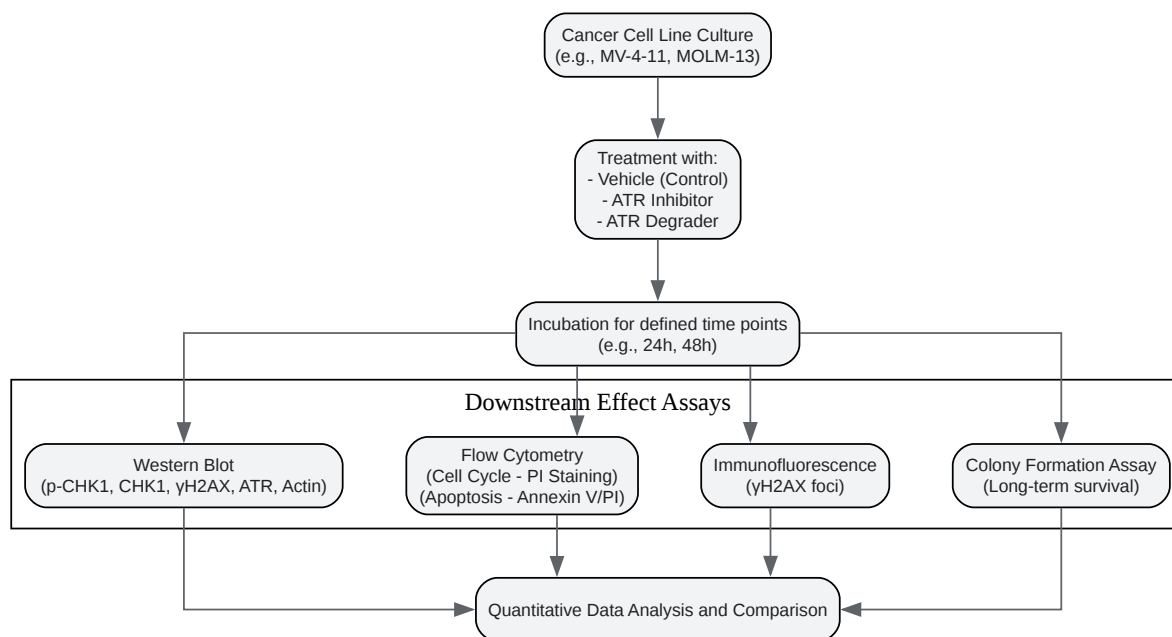 Cancer Cell Line Culture
(e.g., MV-4-11, MOLM-13)
Treatment with:
- Vehicle (Control)
- ATR Inhibitor
- ATR Degrader
Incubation for defined time points
(e.g., 24h, 48h)
Downstream Effect Assays
Western Blot
(p-CHK1, CHK1, γH2AX, ATR, Actin)
Flow Cytometry
(Cell Cycle - PI Staining)
(Apoptosis - Annexin V/PI)
Immunofluorescence
(γH2AX foci)
Colony Formation Assay
(Long-term survival)
Quantitative Data Analysis and Comparison